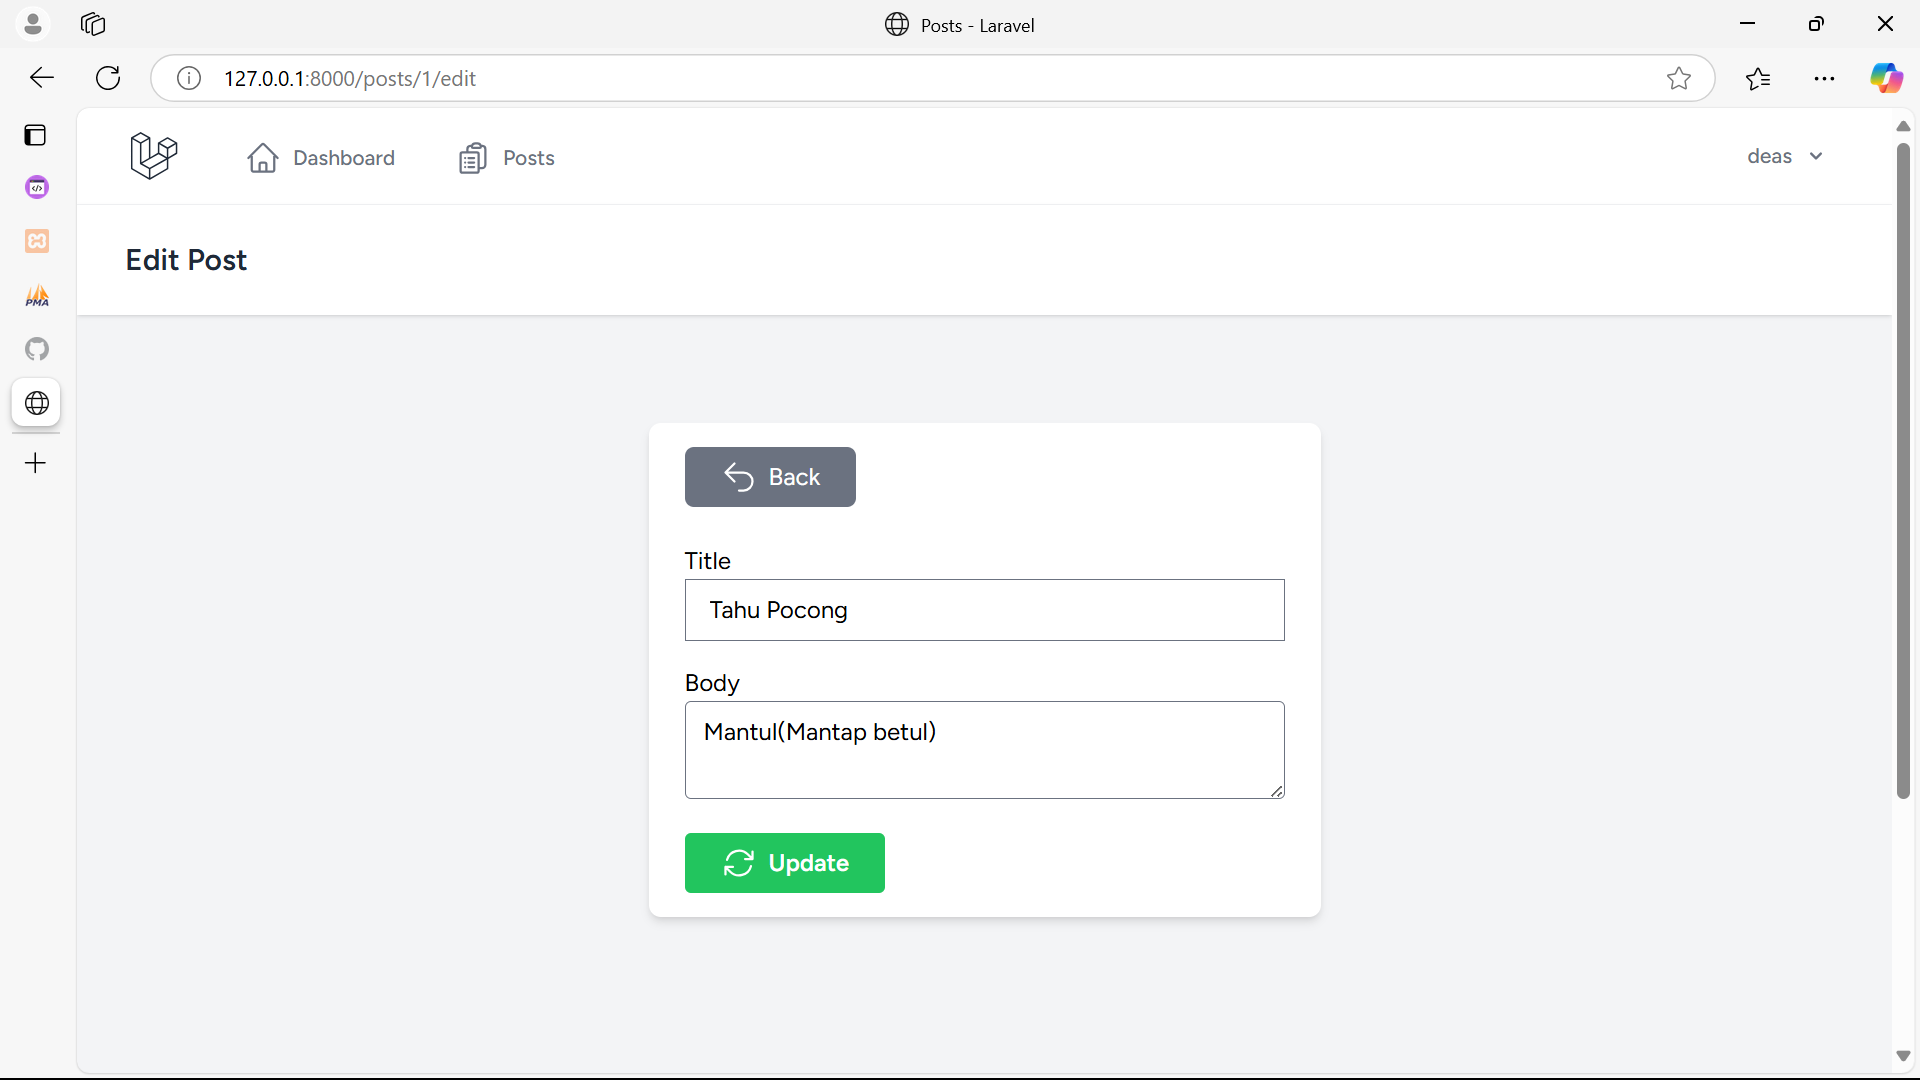 Posts - Laravel
127.0.0.1:8000/posts/1/edit
Dashboard
Posts
deas
PMA
Edit Post
Back
Title
Tahu Pocong
Body
Mantul(Mantap betul)
Update